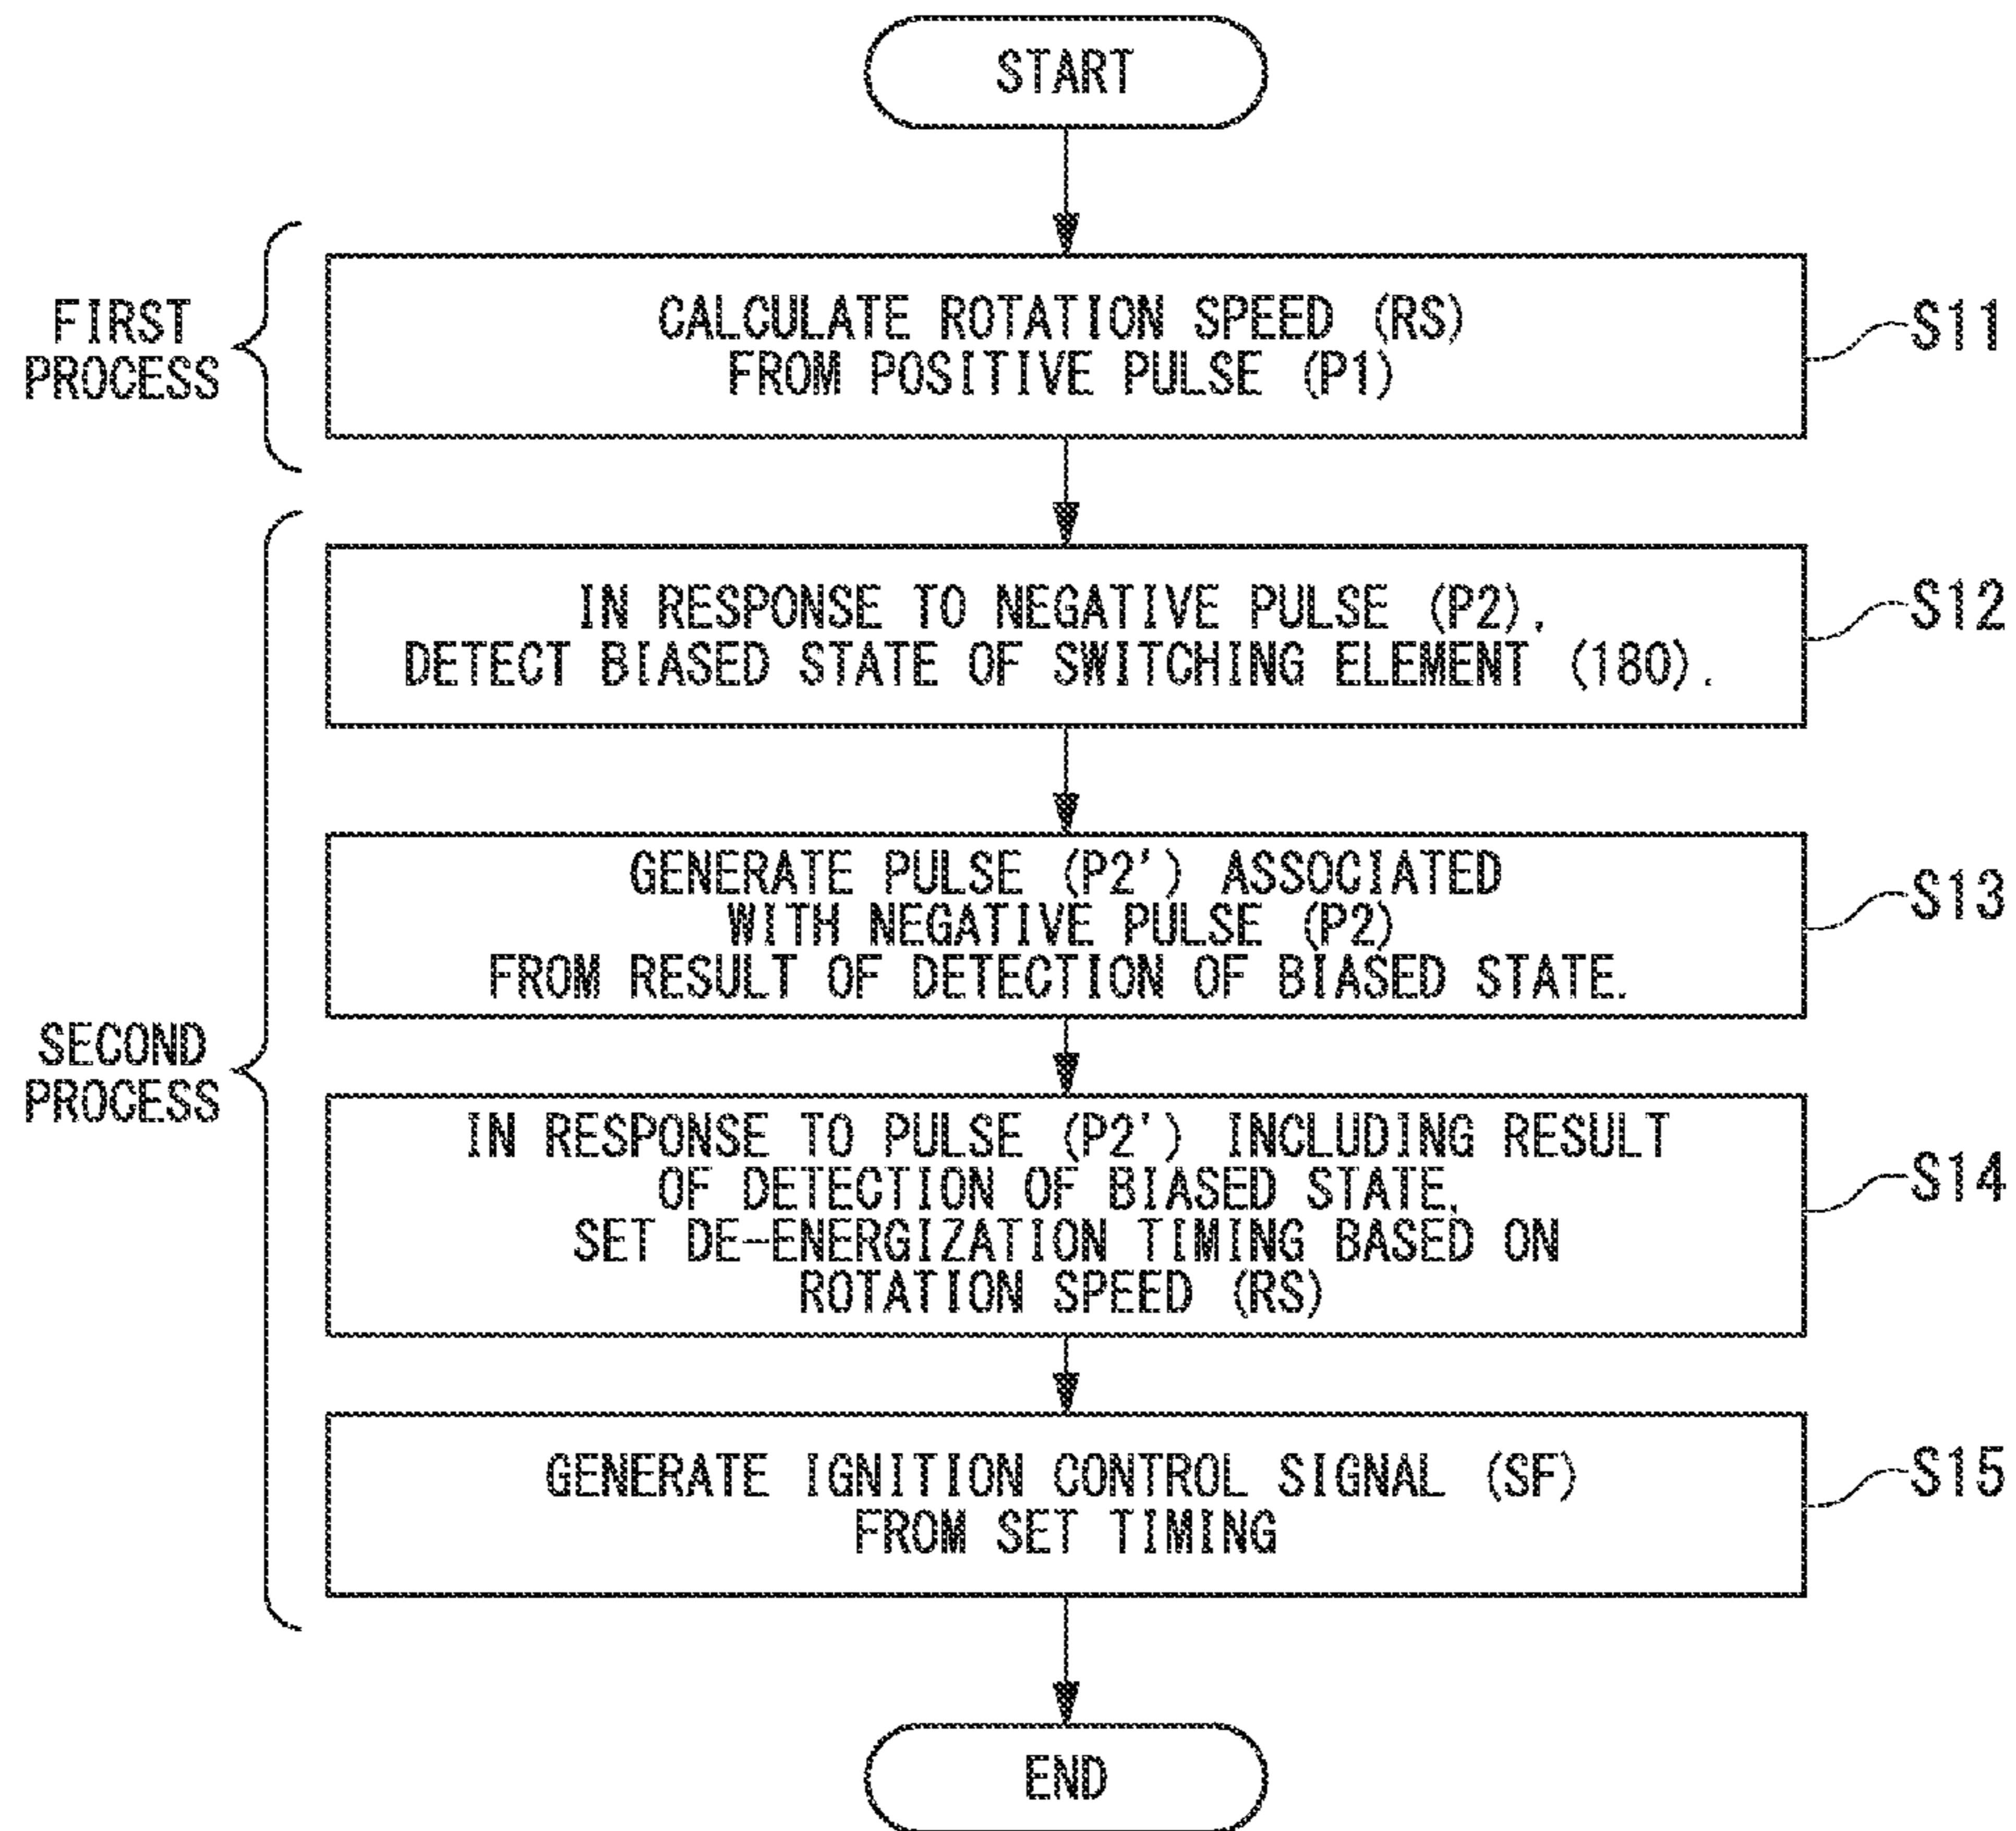 START
FIRST
PROCESS
CALCULATE ROTATION SPEED (RS)
FROM POSITIVE PULSE (P1)
S11
IN RESPONSE TO NEGATIVE PULSE (P2),
DETECT BIASED STATE OF SWITCHING ELEMENT (180).
S12
GENERATE PULSE (P2') ASSOCIATED
WITH NEGATIVE PULSE (P2)
FROM RESULT OF DETECTION OF BIASED STATE.
S13
SECOND
PROCESS
IN RESPONSE TO PULSE (P2') INCLUDING RESULT
OF DETECTION OF BIASED STATE,
SET DE-ENERGIZATION TIMING BASED ON
ROTATION SPEED (RS)
S14
GENERATE IGNITION CONTROL SIGNAL (SF)
FROM SET TIMING
S15
END